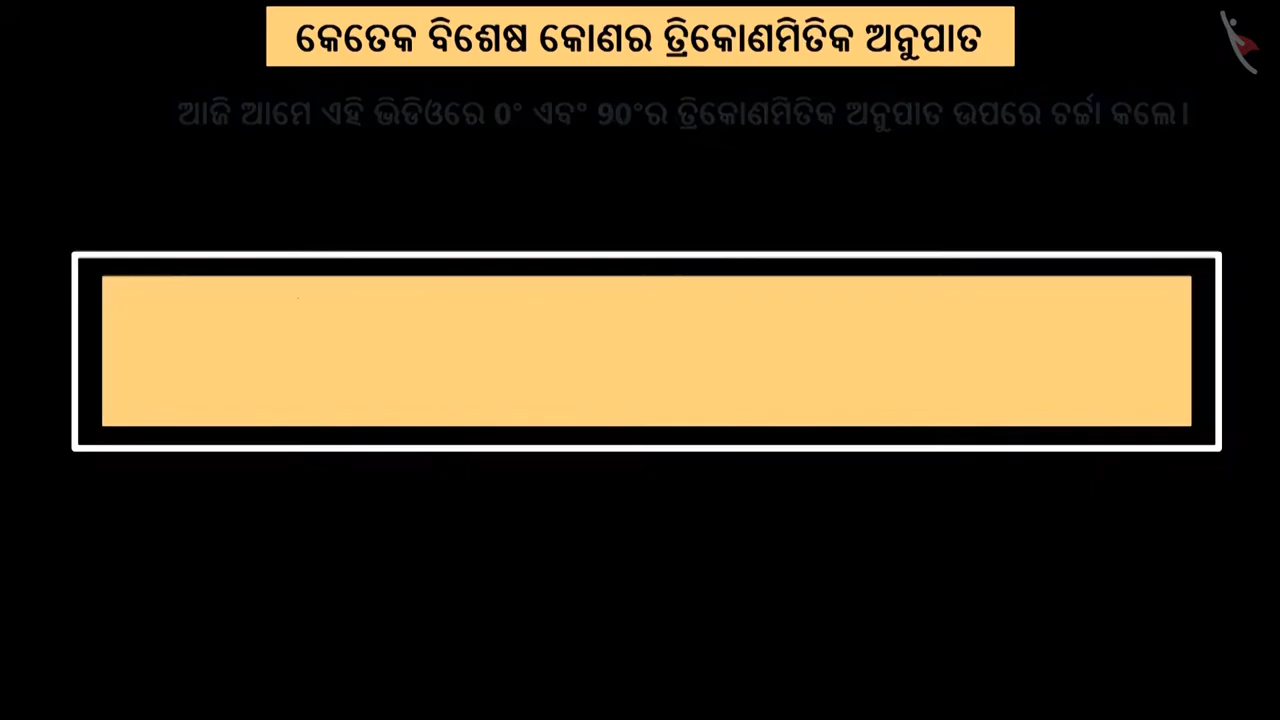 କେତେକ ବିଶେଷ କୋଣର ତ୍ରିକୋଣମିତିକ ଅନୁପାତ
ଆଜି ଆମେ ଏହି ଭିଡିଓରେ 0ଂ ଏବଂ 90ଂର ତ୍ରିକୋଣମିତିକ ଅନୁପାତ ଉପରେ ଚର୍ଚ୍ଚା କଲେ।